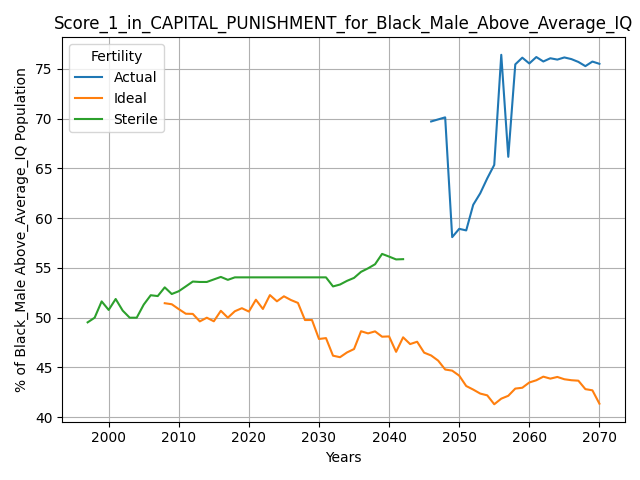 Score_1_in_CAPITAL_PUNISHMENT_for_Black_Male_Above_Average_IQ
Fertility
Actual
Ideal
Sterile
% of Black_Male Above_Average_IQ Population
75
70
65
60
55
50
45
40
2000
2010
2020
2030
2040
2050
2060
2070
Years